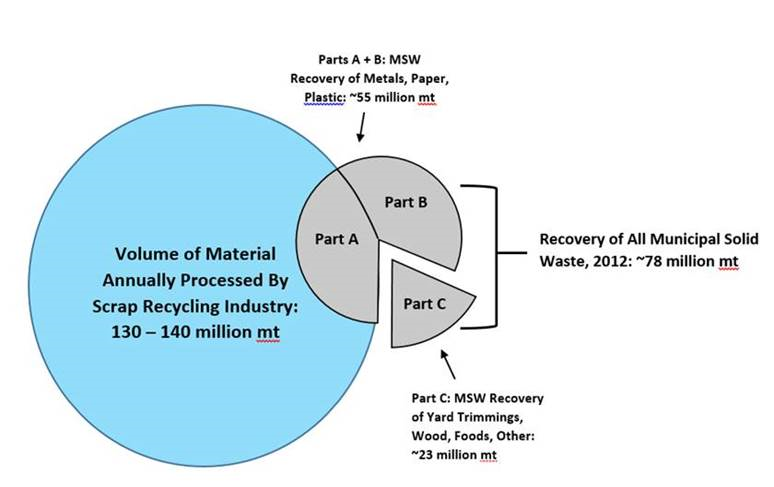 Parts A + B: MSW
Recovery of Metals, Paper,
Plastic: ~55 million mt
Part B
Part A
Recovery of All Municipal Solid
Waste, 2012: ~78 million mt
Volume of Material
Annually Processed By
Scrap Recycling Industry:
130 – 140 million mt
Part C
Part C: MSW Recovery
of Yard Trimmings,
Wood, Foods, Other:
~23 million mt